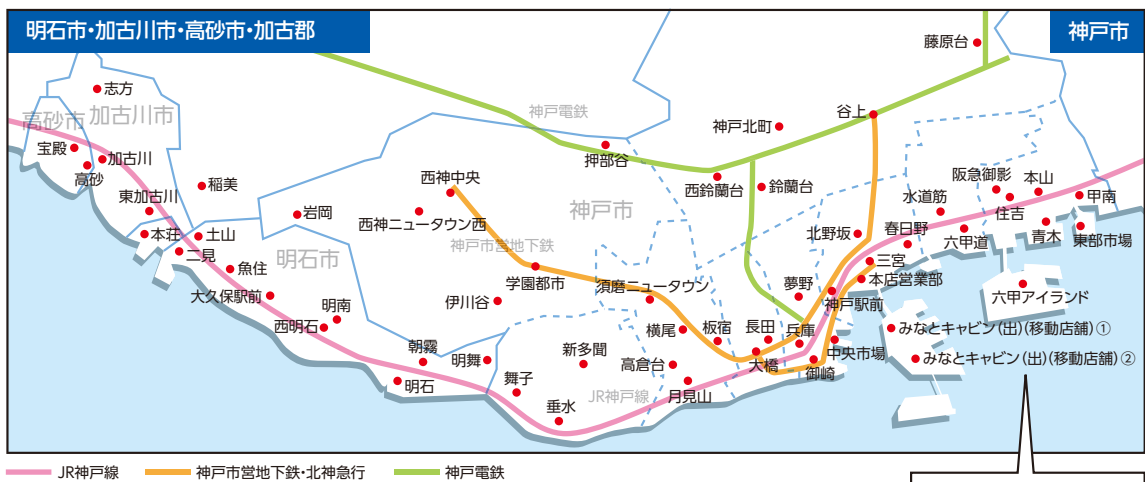 明石市・加古川市・高砂市・加古郡
神戸市
藤原台
志方
高砂市
加古川市
神戸電鉄
谷上
神戸北町
宝殿
加古川
高砂
押部谷
西鈴蘭台
鈴蘭台
阪急御影
本山
住吉
甲南
稲美
東加古川
西神中央
西神ニュータウン西
神戸市
水道筋
岩岡
本荘
土山
二見
神戸市営地下鉄
北野坂
春日野
六甲道
青木
東部市場
明石市
魚住
学園都市
三宮
本店営業部
大久保駅前
伊川谷
須磨ニュータウン
夢野
神戸駅前
六甲アイランド
明南
西明石
横尾
板宿
長田
兵庫
中央市場
みなとキャビン(出)(移動店舗)①
朝霧
明舞
新多聞
高倉台
大橋
御崎
みなとキャビン(出)(移動店舗)②
明石
舞子
JR神戸線
月見山
垂水
JR神戸線
神戸市営地下鉄・北神急行
神戸電鉄